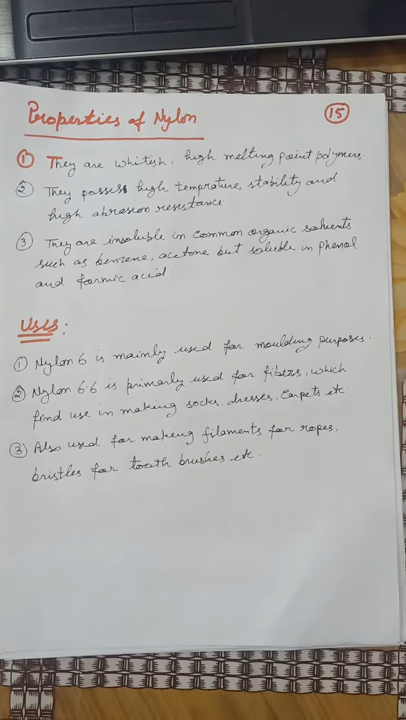 Properties of Nylon
15
① They are whitish, high melting point polymers
② They possess high temprature stability and
high abrasion resistance
③ They are insoluble in common organic solvents
such as benzene, acetone but soluble in phenol
and formic acid.
Uses:
① Nylon 6 is mainly used for moulding purposes.
② Nylon 6·6 is primarily used for fibers, which
find use in making socks, dresses, carpets etc
③ Also used for making filaments for ropes,
bristles for tooth brushes etc.